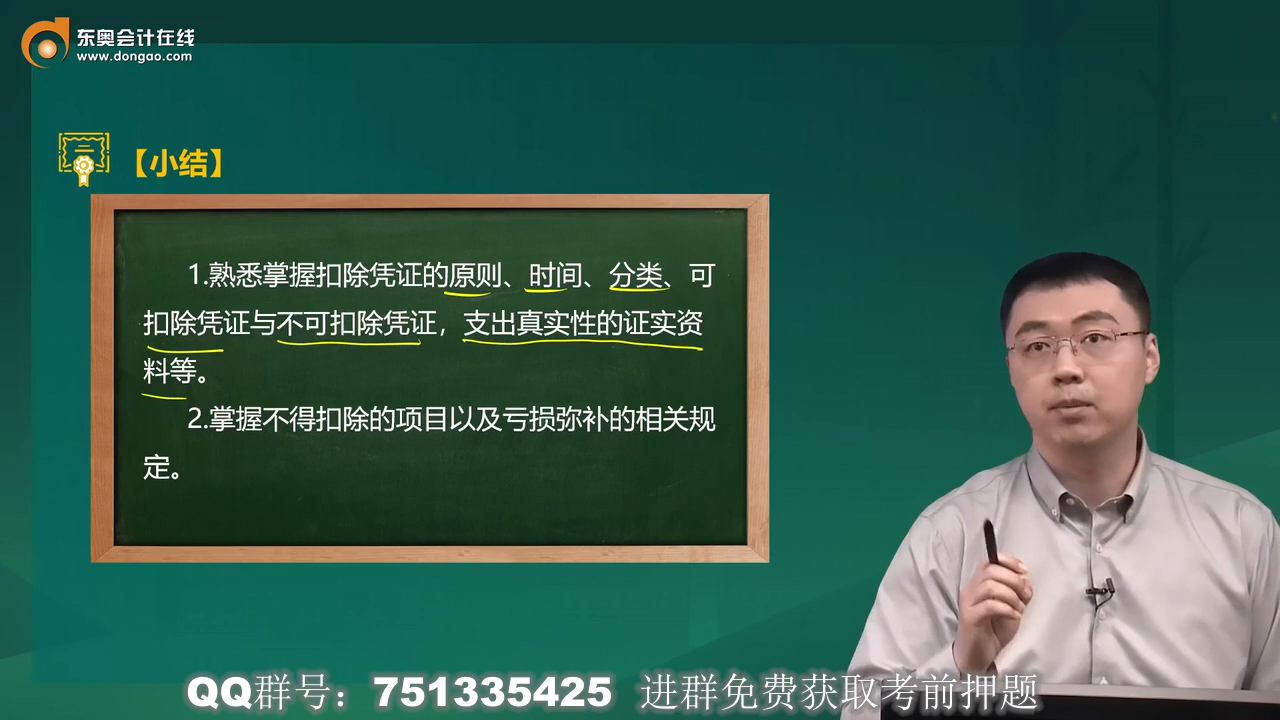 东奥会计在线
www.dongao.com
【小结】
1.熟悉掌握扣除凭证的原则、时间、分类、可
扣除凭证与不可扣除凭证，支出真实性的证实资
料等。
2.掌握不得扣除的项目以及亏损弥补的相关规
定。
QQ群号：751335425 进群免费获取考前押题